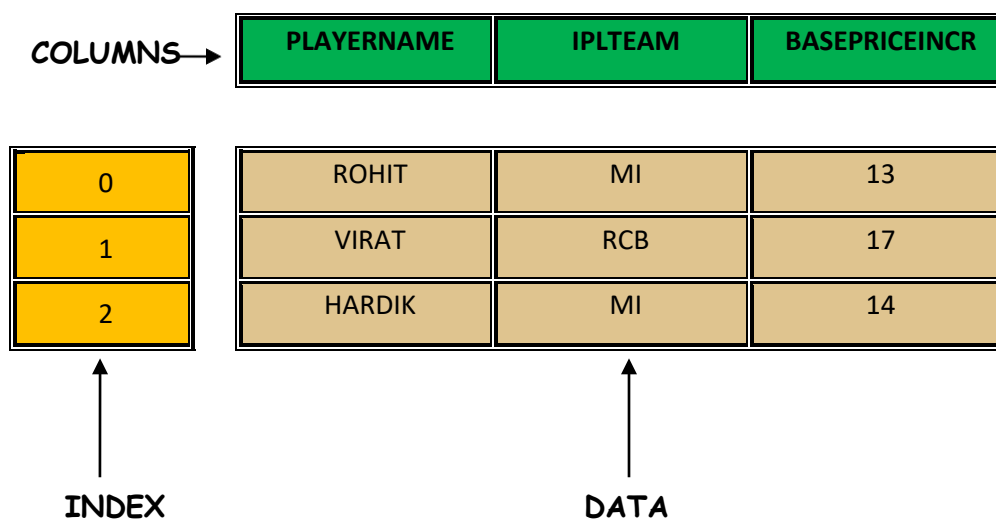 COLUMNS PLAYERNAME IPLTEAM BASEPRICEINCR
0 ROHIT MI 13
1 VIRAT RCB 17
2 HARDIK MI 14
INDEX DATA